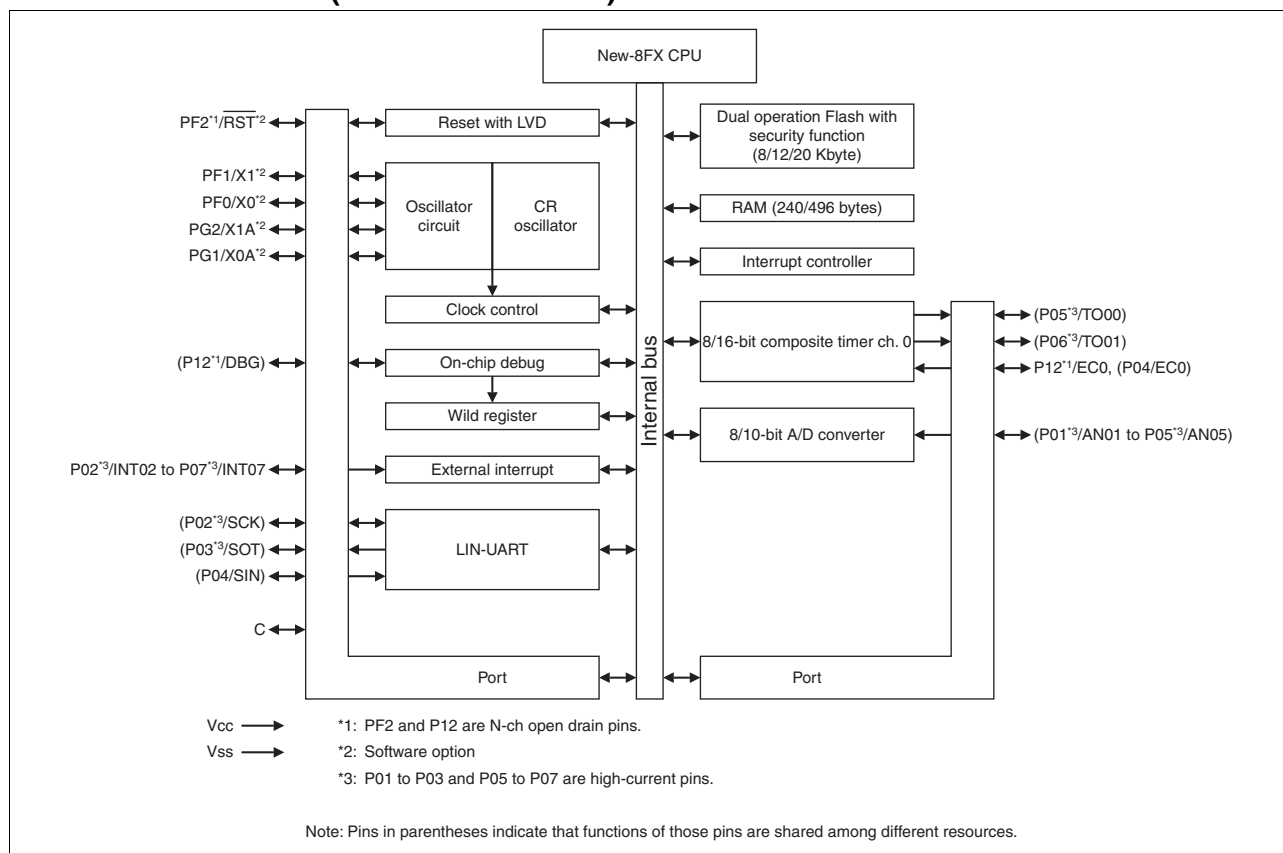 New-8FX CPU
PF2*1/RST*2
Reset with LVD
Dual operation Flash with
security function
(8/12/20 Kbyte)
PF1/X1*2
PF0/X0*2
PG2/X1A*2
PG1/X0A*2
Oscillator
circuit
CR
oscillator
RAM (240/496 bytes)
Interrupt controller
Clock control
Internal bus
8/16-bit composite timer ch. 0
(P05*3/TO00)
(P06*3/TO01)
P12*1/EC0, (P04/EC0)
(P12*1/DBG)
On-chip debug
Wild register
8/10-bit A/D converter
(P01*3/AN01 to P05*3/AN05)
P02*3/INT02 to P07*3/INT07
External interrupt
(P02*3/SCK)
(P03*3/SOT)
(P04/SIN)
LIN-UART
C
Port
Port
Vcc
Vss
*1: PF2 and P12 are N-ch open drain pins.
*2: Software option
*3: P01 to P03 and P05 to P07 are high-current pins.
Note: Pins in parentheses indicate that functions of those pins are shared among different resources.